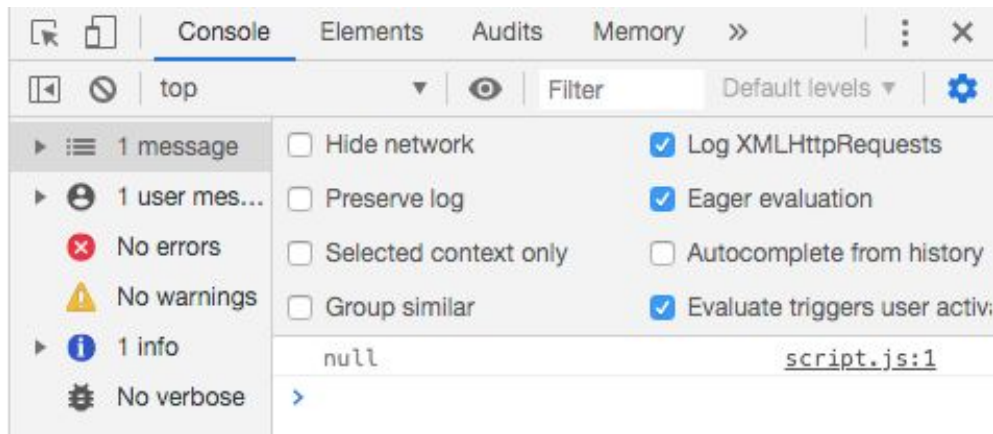 Console Elements Audits Memory »
top Filter Default levels
1 message
1 user mes...
No errors
No warnings
1 info
No verbose
Hide network Log XMLHttpRequests
Preserve log Eager evaluation
Selected context only Autocomplete from history
Group similar Evaluate triggers user activ
null script.js:1
>